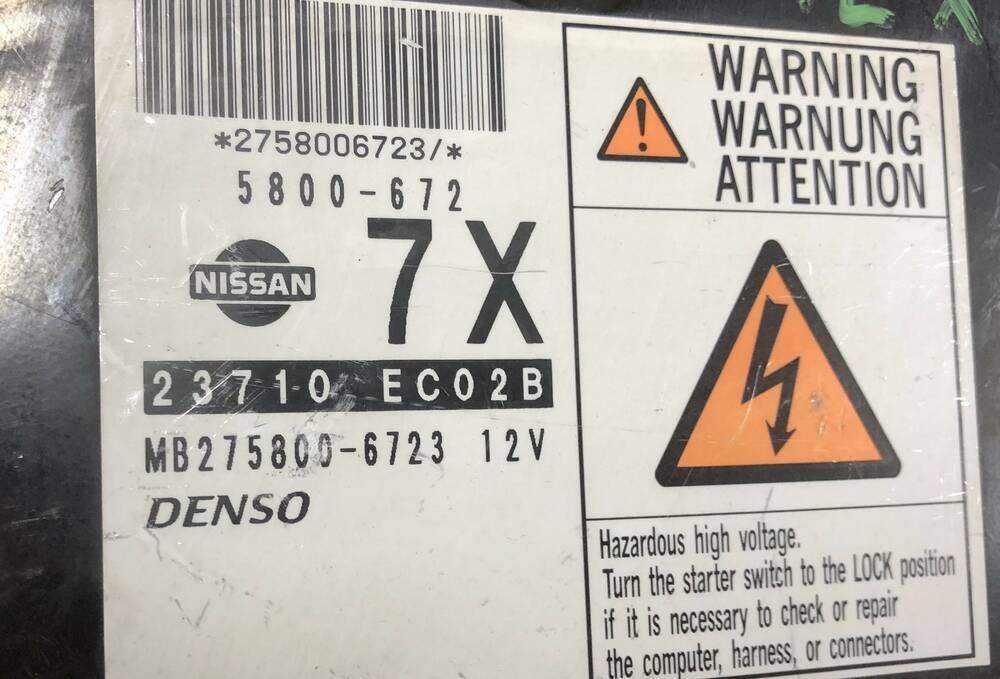 *2758006723/*
5800-672
7X
NISSAN
23710 EC02B
MB275800-6723 12V
DENSO
WARNING
WARNUNG
ATTENTION
Hazardous high voltage.
Turn the starter switch to the LOCK position
if it is necessary to check or repair
the computer, harness, or connectors.